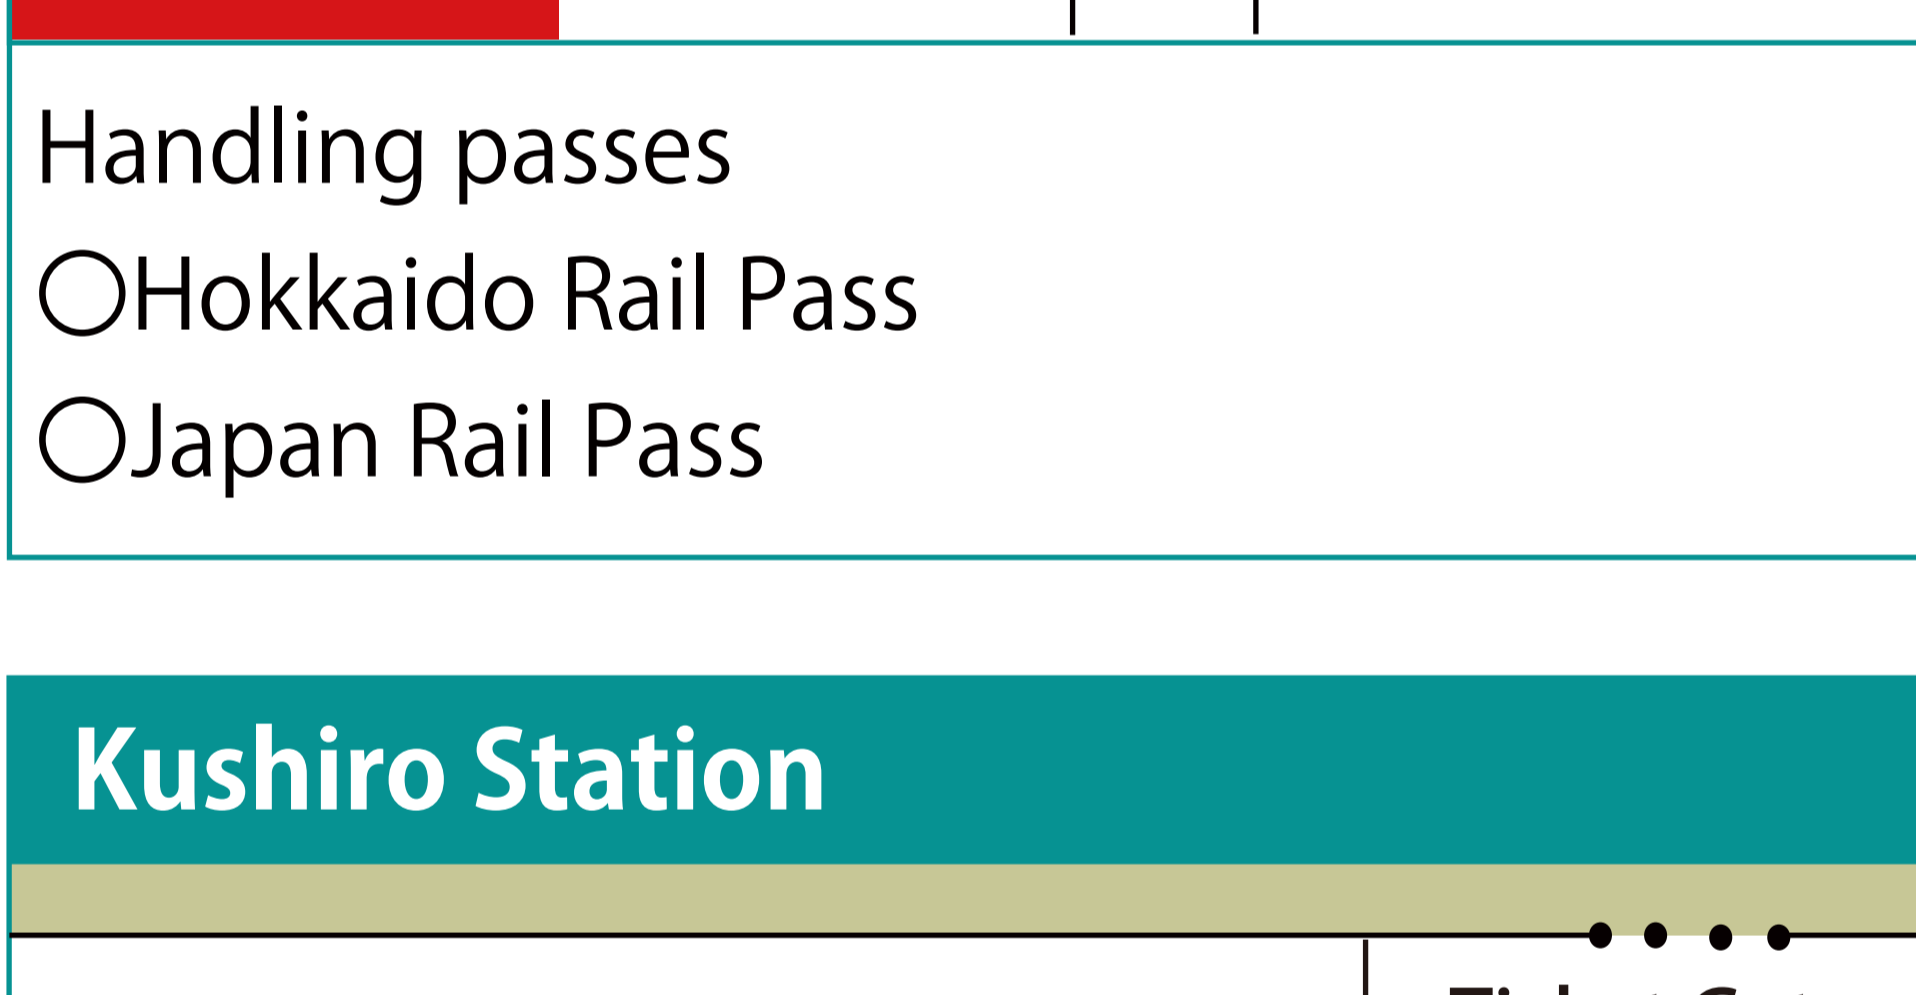 Handling passes
○Hokkaido Rail Pass
○Japan Rail Pass
Kushiro Station